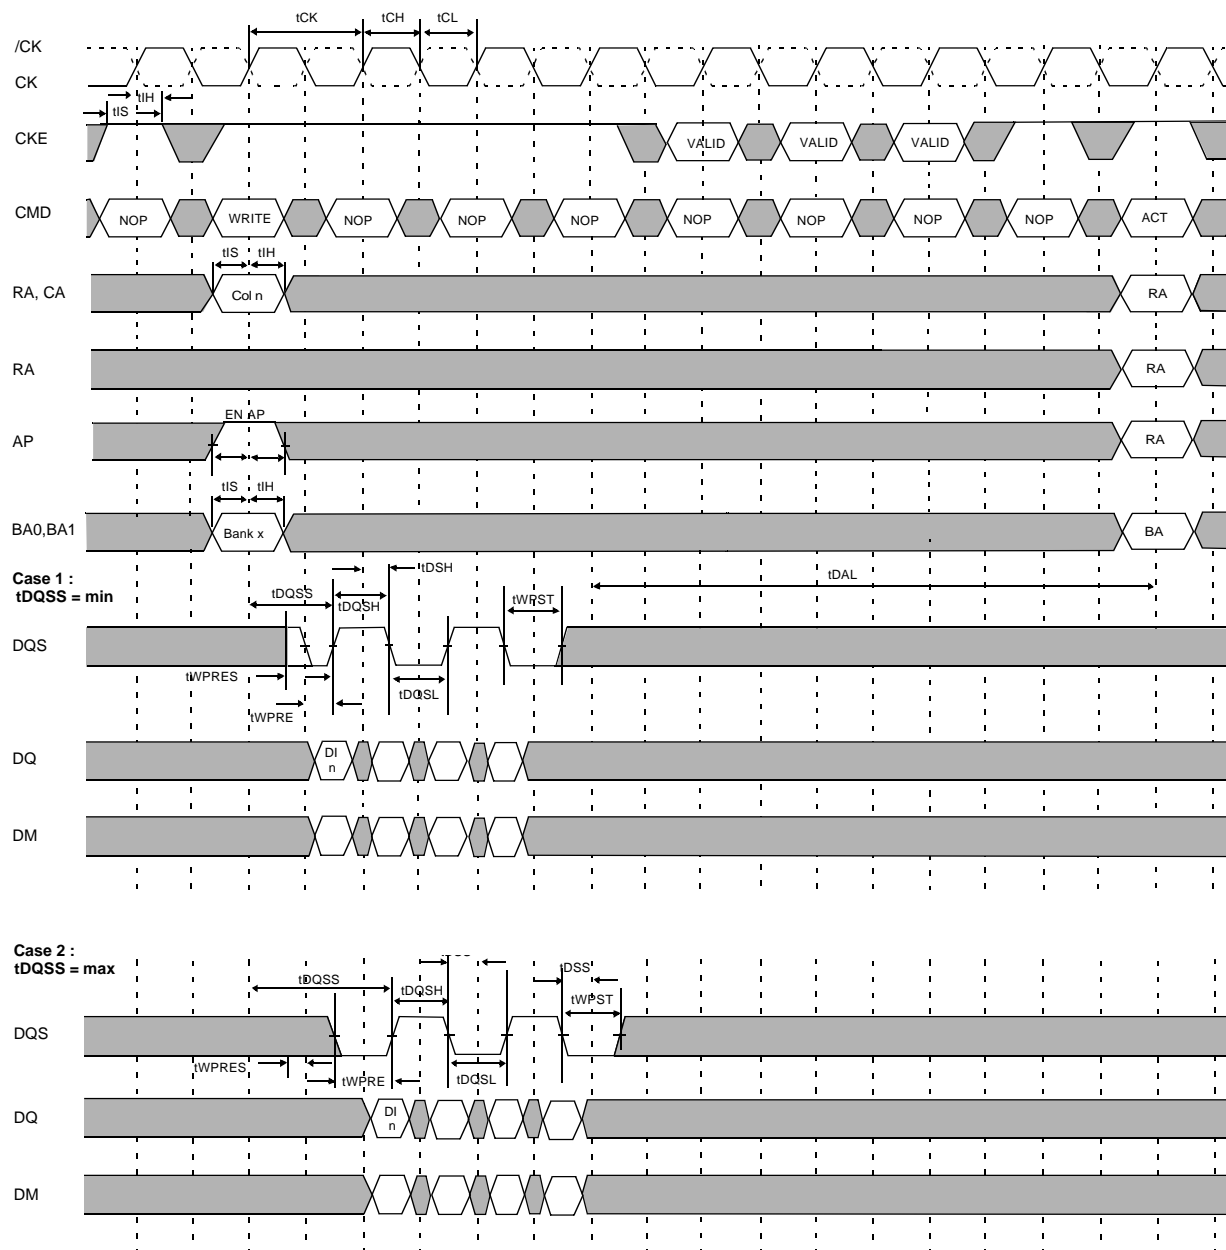 tCK tCH tCL
/CK
CK
tIH
tIS
CKE VALID VALID VALID
CMD NOP WRITE NOP NOP NOP NOP NOP NOP NOP ACT
tIS tIH
RA, CA Col n RA
RA RA
EN AP
AP RA
tIS tIH
BA0,BA1 Bank x BA
Case 1 :
tDQSS = min
tDSH tDAL
tDQSS tDQSH tWPST
DQS
tWPRES tDQSL
tWPRE
DQ DI n
DM
Case 2 :
tDQSS = max
tDQSS tDQSH tDSS
tWPST
DQS
tWPRES tWPRE tDQSL
DQ DI n
DM